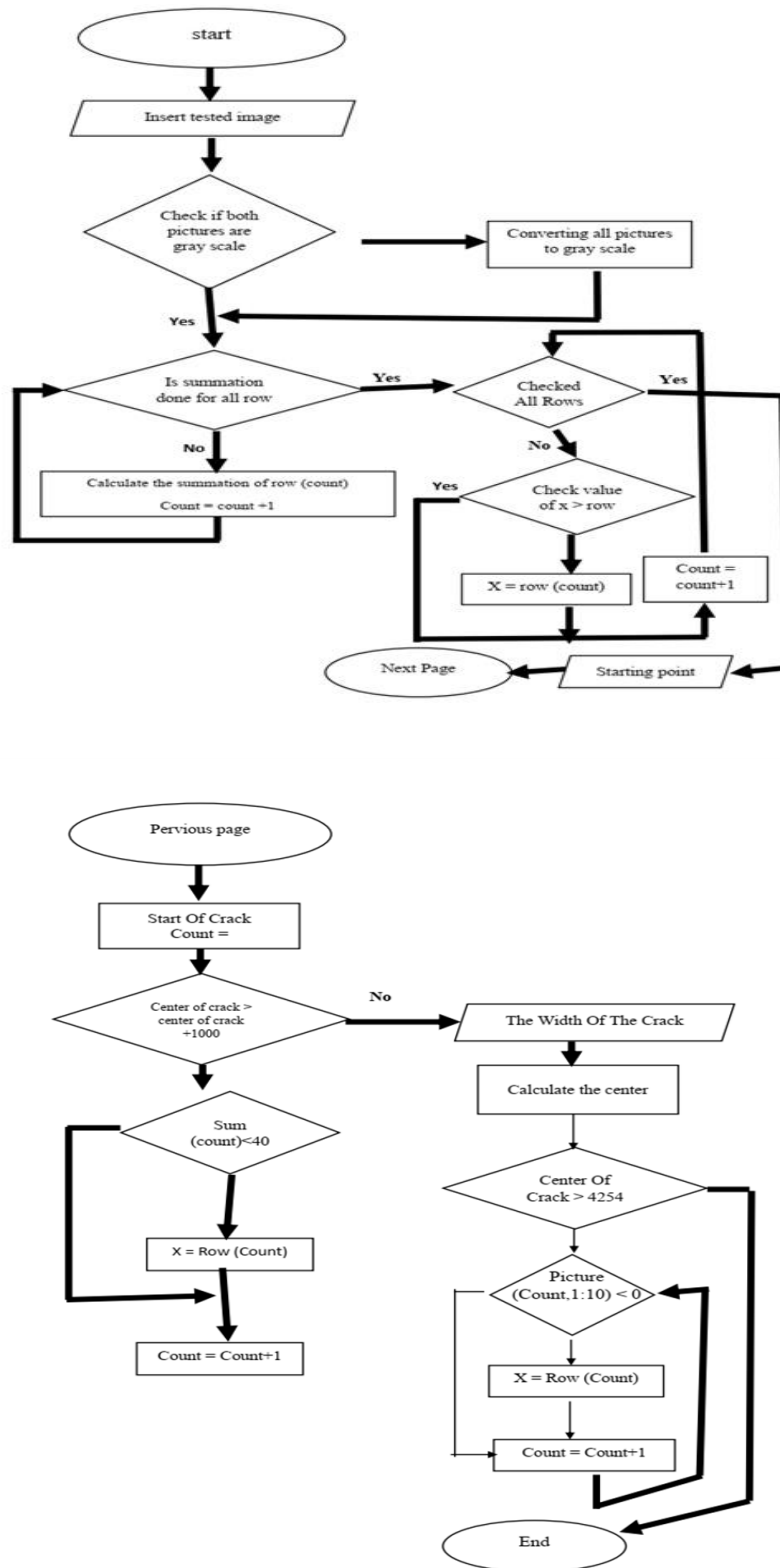 start
Insert tested image
Check if both
pictures are
gray scale
Converting all pictures
to gray scale
Yes
Is summation
done for all row
Yes
Checked
All Rows
Yes
No
No
Calculate the summation of row (count)
Count = count +1
Yes
Check value
of x > row
X = row (count)
Count =
count+1
Next Page
Starting point
Pervious page
Start Of Crack
Count =
Center of crack >
center of crack
+1000
No
The Width Of The Crack
Calculate the center
Sum
(count)<40
Center Of
Crack > 4254
X = Row (Count)
Picture
(Count,1:10) < 0
Count = Count+1
X = Row (Count)
Count = Count+1
End